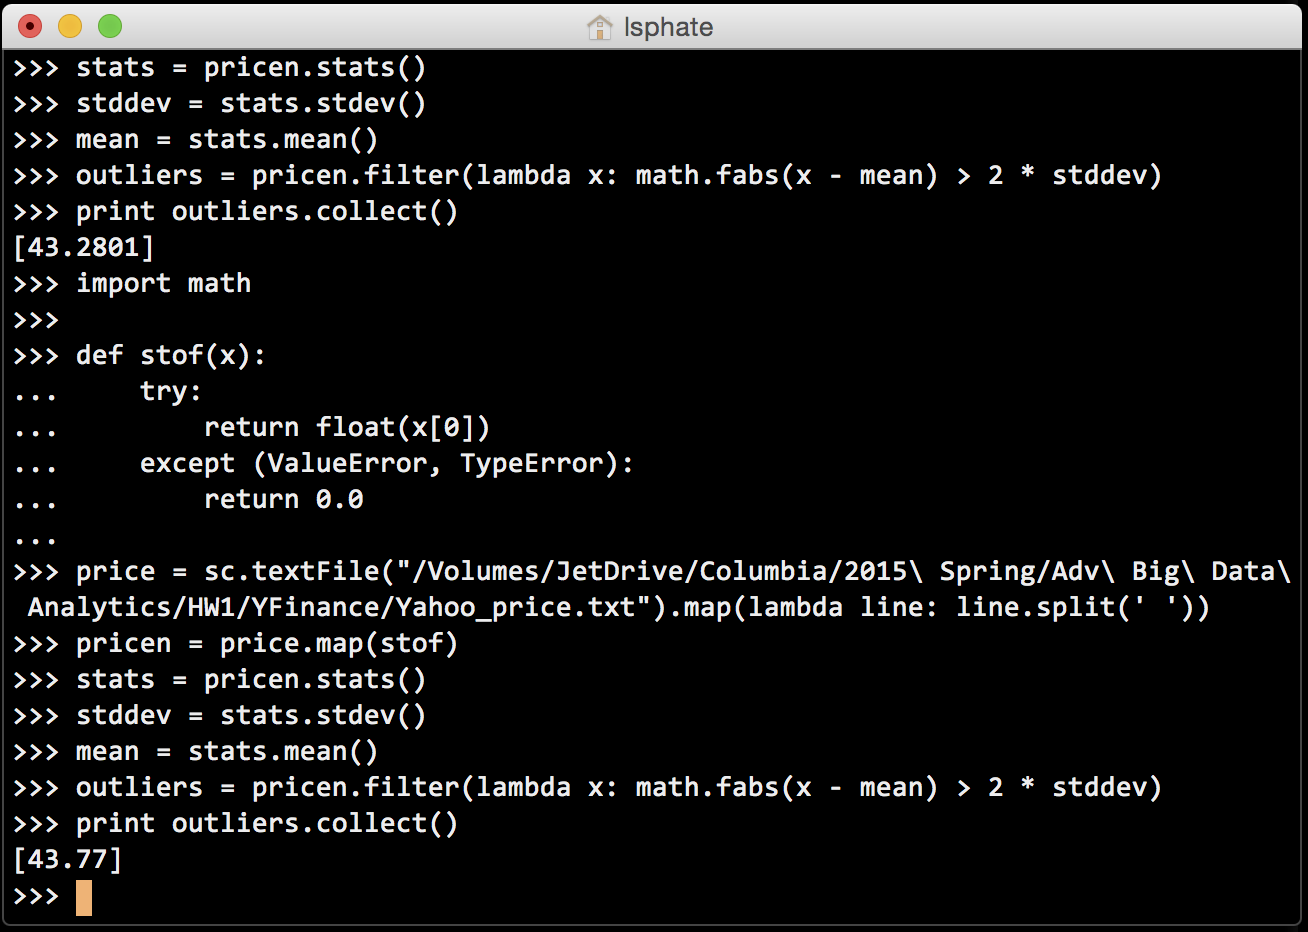 lsphate
>>> stats = pricen.stats()
>>> stddev = stats.stdev()
>>> mean = stats.mean()
>>> outliers = pricen.filter(lambda x: math.fabs(x - mean) > 2 * stddev)
>>> print outliers.collect()
[43.2801]
>>> import math
>>>
>>> def stof(x):
...     try:
...         return float(x[0])
...     except (ValueError, TypeError):
...         return 0.0
...
>>> price = sc.textFile("/Volumes/JetDrive/Columbia/2015\ Spring/Adv\ Big\ Data\
 Analytics/HW1/YFinance/Yahoo_price.txt").map(lambda line: line.split(' '))
>>> pricen = price.map(stof)
>>> stats = pricen.stats()
>>> stddev = stats.stdev()
>>> mean = stats.mean()
>>> outliers = pricen.filter(lambda x: math.fabs(x - mean) > 2 * stddev)
>>> print outliers.collect()
[43.77]
>>>